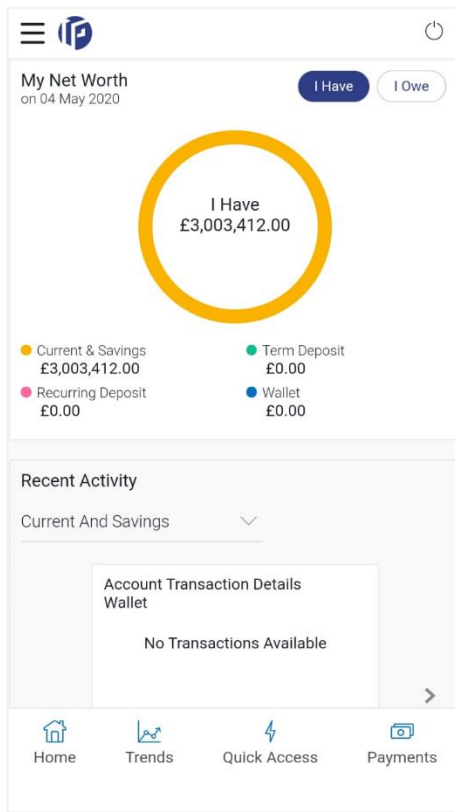 My Net Worth
on 04 May 2020
I Have
I Owe
I Have
£3,003,412.00
Current & Savings
£3,003,412.00
Term Deposit
£0.00
Recurring Deposit
£0.00
Wallet
£0.00
Recent Activity
Current And Savings
Account Transaction Details
Wallet
No Transactions Available
Home
Trends
Quick Access
Payments